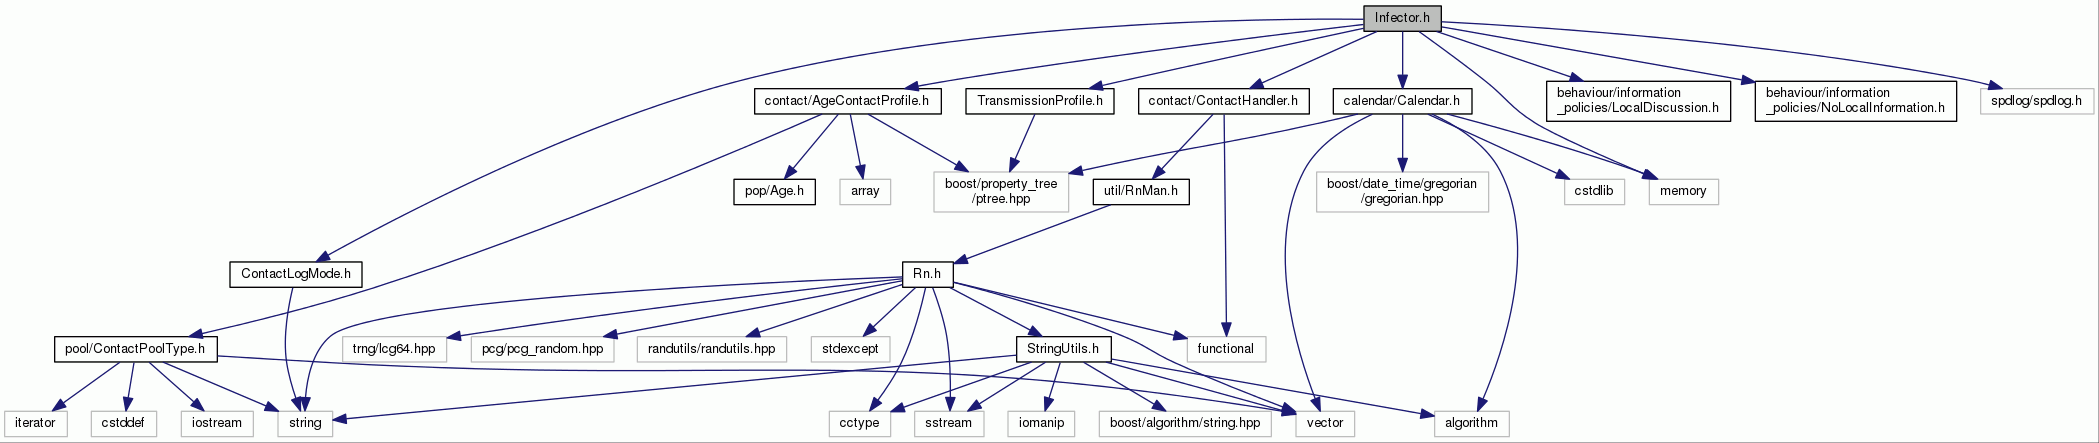 Infector.h
contact/AgeContactProfile.h
TransmissionProfile.h
contact/ContactHandler.h
calendar/Calendar.h
behaviour/information
_policies/LocalDiscussion.h
behaviour/information
_policies/NoLocalInformation.h
spdlog/spdlog.h
pop/Age.h
array
boost/property_tree
/ptree.hpp
util/RnMan.h
boost/date_time/gregorian
/gregorian.hpp
cstdlib
memory
ContactLogMode.h
Rn.h
pool/ContactPoolType.h
trng/lcg64.hpp
pcg/pcg_random.hpp
randutils/randutils.hpp
stdexcept
StringUtils.h
functional
iterator
cstddef
iostream
string
cctype
sstream
iomanip
boost/algorithm/string.hpp
vector
algorithm